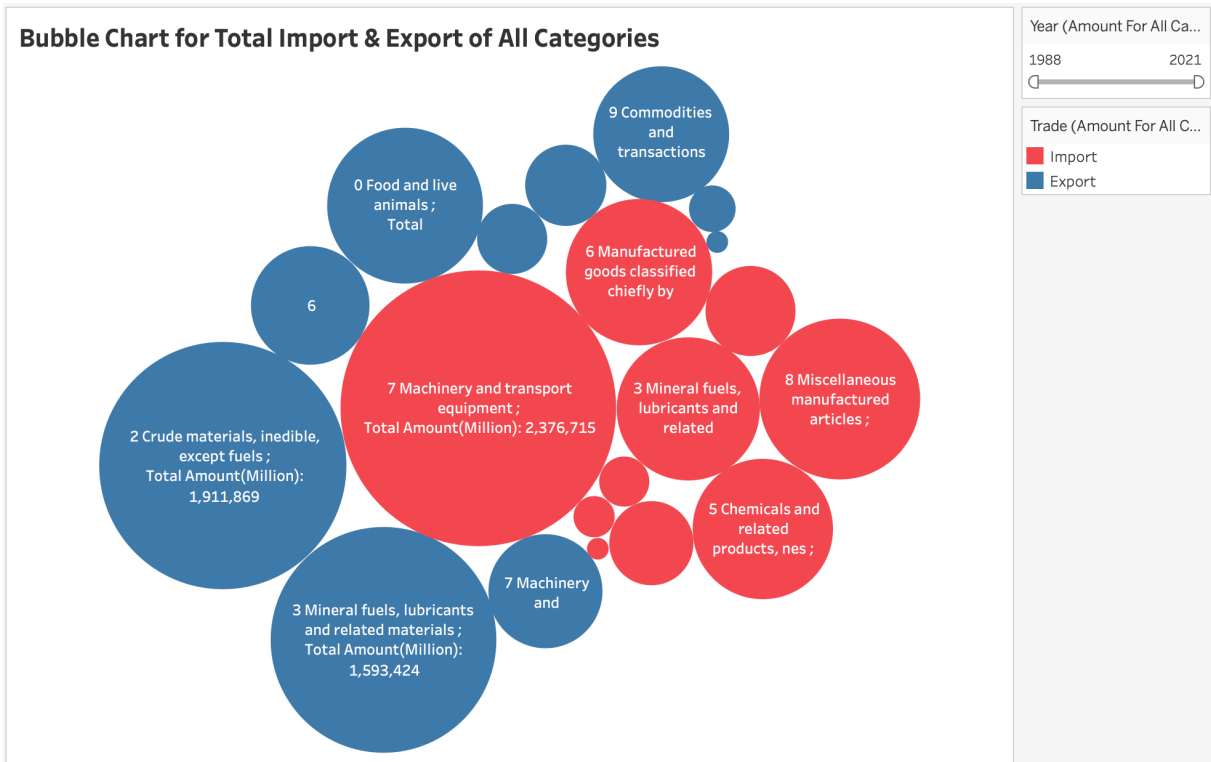 Bubble Chart for Total Import & Export of All Categories
9 Commodities
and
transactions
0 Food and live
animals ;
Total
6 Manufactured
goods classified
chiefly by
6
7 Machinery and transport
equipment ;
Total Amount(Million): 2,376,715
3 Mineral fuels,
lubricants and
related
8 Miscellaneous
manufactured
articles ;
2 Crude materials, inedible,
except fuels ;
Total Amount(Million):
1,911,869
5 Chemicals and
related
products, nes ;
7 Machinery
and
3 Mineral fuels, lubricants
and related materials ;
Total Amount(Million):
1,593,424
Year (Amount For All Ca...
1988 2021
Trade (Amount For All C...
Import
Export